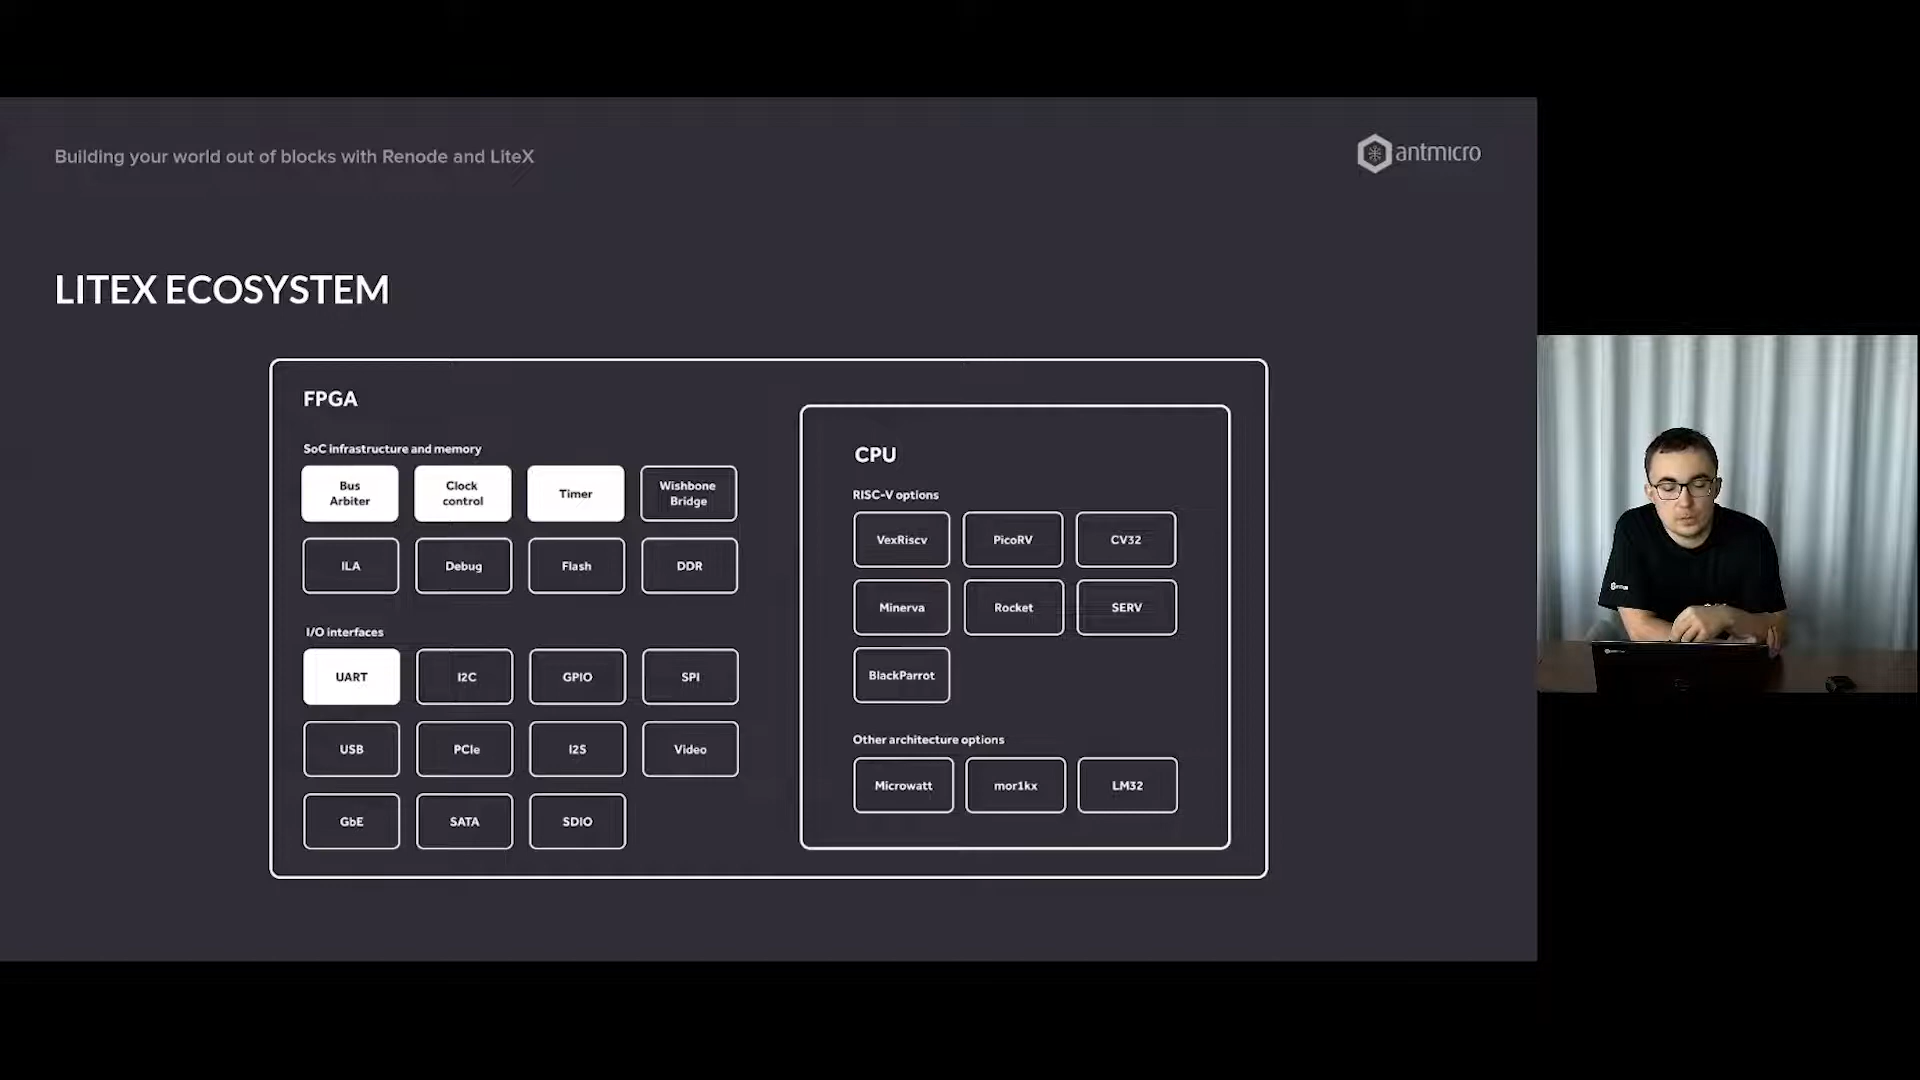 Building your world out of blocks with Renode and LiteX
antmicro
LITEX ECOSYSTEM
FPGA
SoC infrastructure and memory
Bus
Arbiter
Clock
control
Timer
Wishbone
Bridge
ILA
Debug
Flash
DDR
I/O interfaces
UART
I2C
GPIO
SPI
USB
PCIe
I2S
Video
GbE
SATA
SDIO
CPU
RISC-V options
VexRiscv
PicoRV
CV32
Minerva
Rocket
SERV
BlackParrot
Other architecture options
Microwatt
mor1kx
LM32